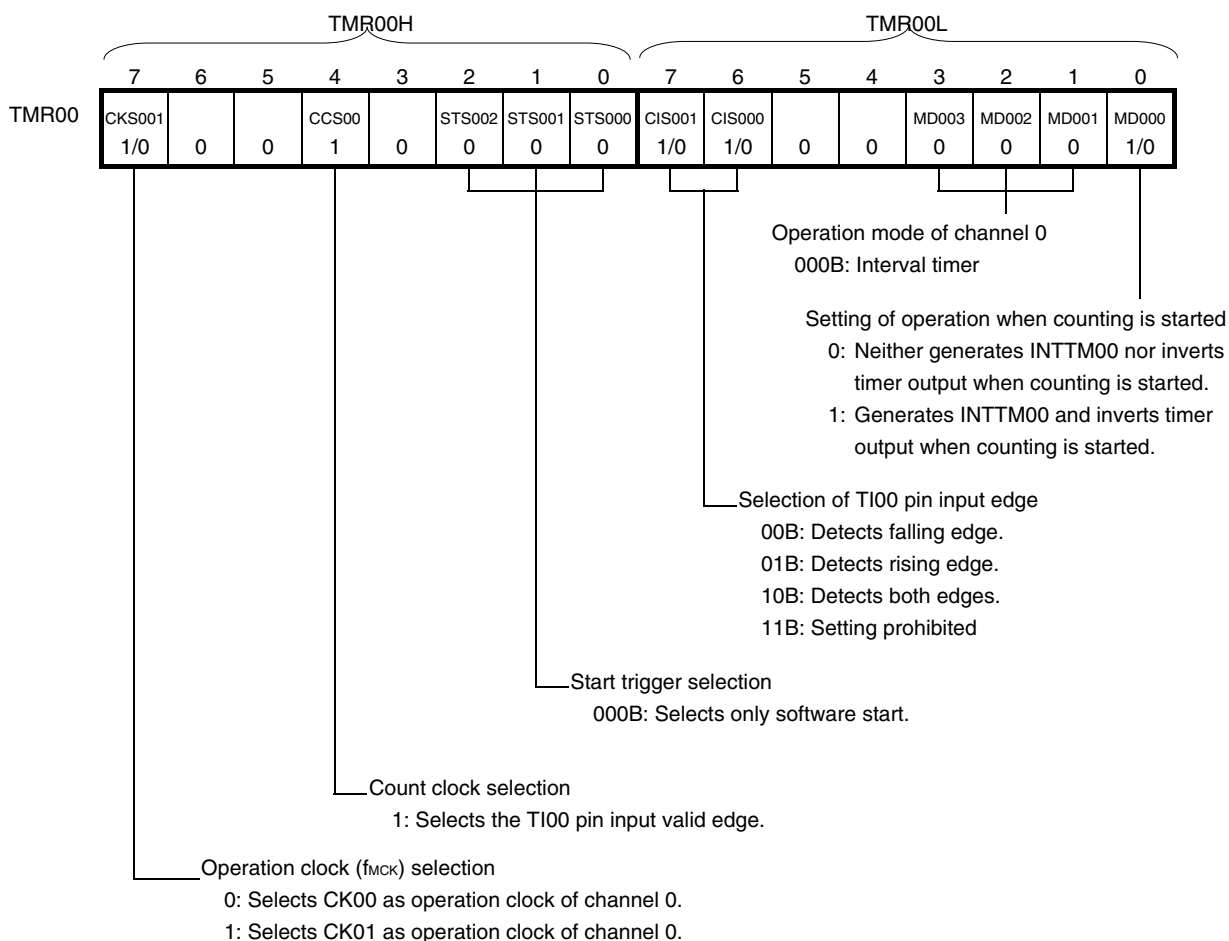 TMR00H TMR00L
7 6 5 4 3 2 1 0 7 6 5 4 3 2 1 0
TMR00 CKS001 CCS00 STS002 STS001 STS000 CIS001 CIS000 MD003 MD002 MD001 MD000
1/0 0 0 1 0 0 0 0 1/0 1/0 0 0 0 0 0 1/0
Operation mode of channel 0
000B: Interval timer
Setting of operation when counting is started
0: Neither generates INTTM00 nor inverts
timer output when counting is started.
1: Generates INTTM00 and inverts timer
output when counting is started.
Selection of TI00 pin input edge
00B: Detects falling edge.
01B: Detects rising edge.
10B: Detects both edges.
11B: Setting prohibited
Start trigger selection
000B: Selects only software start.
Count clock selection
1: Selects the TI00 pin input valid edge.
Operation clock (fMCK) selection
0: Selects CK00 as operation clock of channel 0.
1: Selects CK01 as operation clock of channel 0.